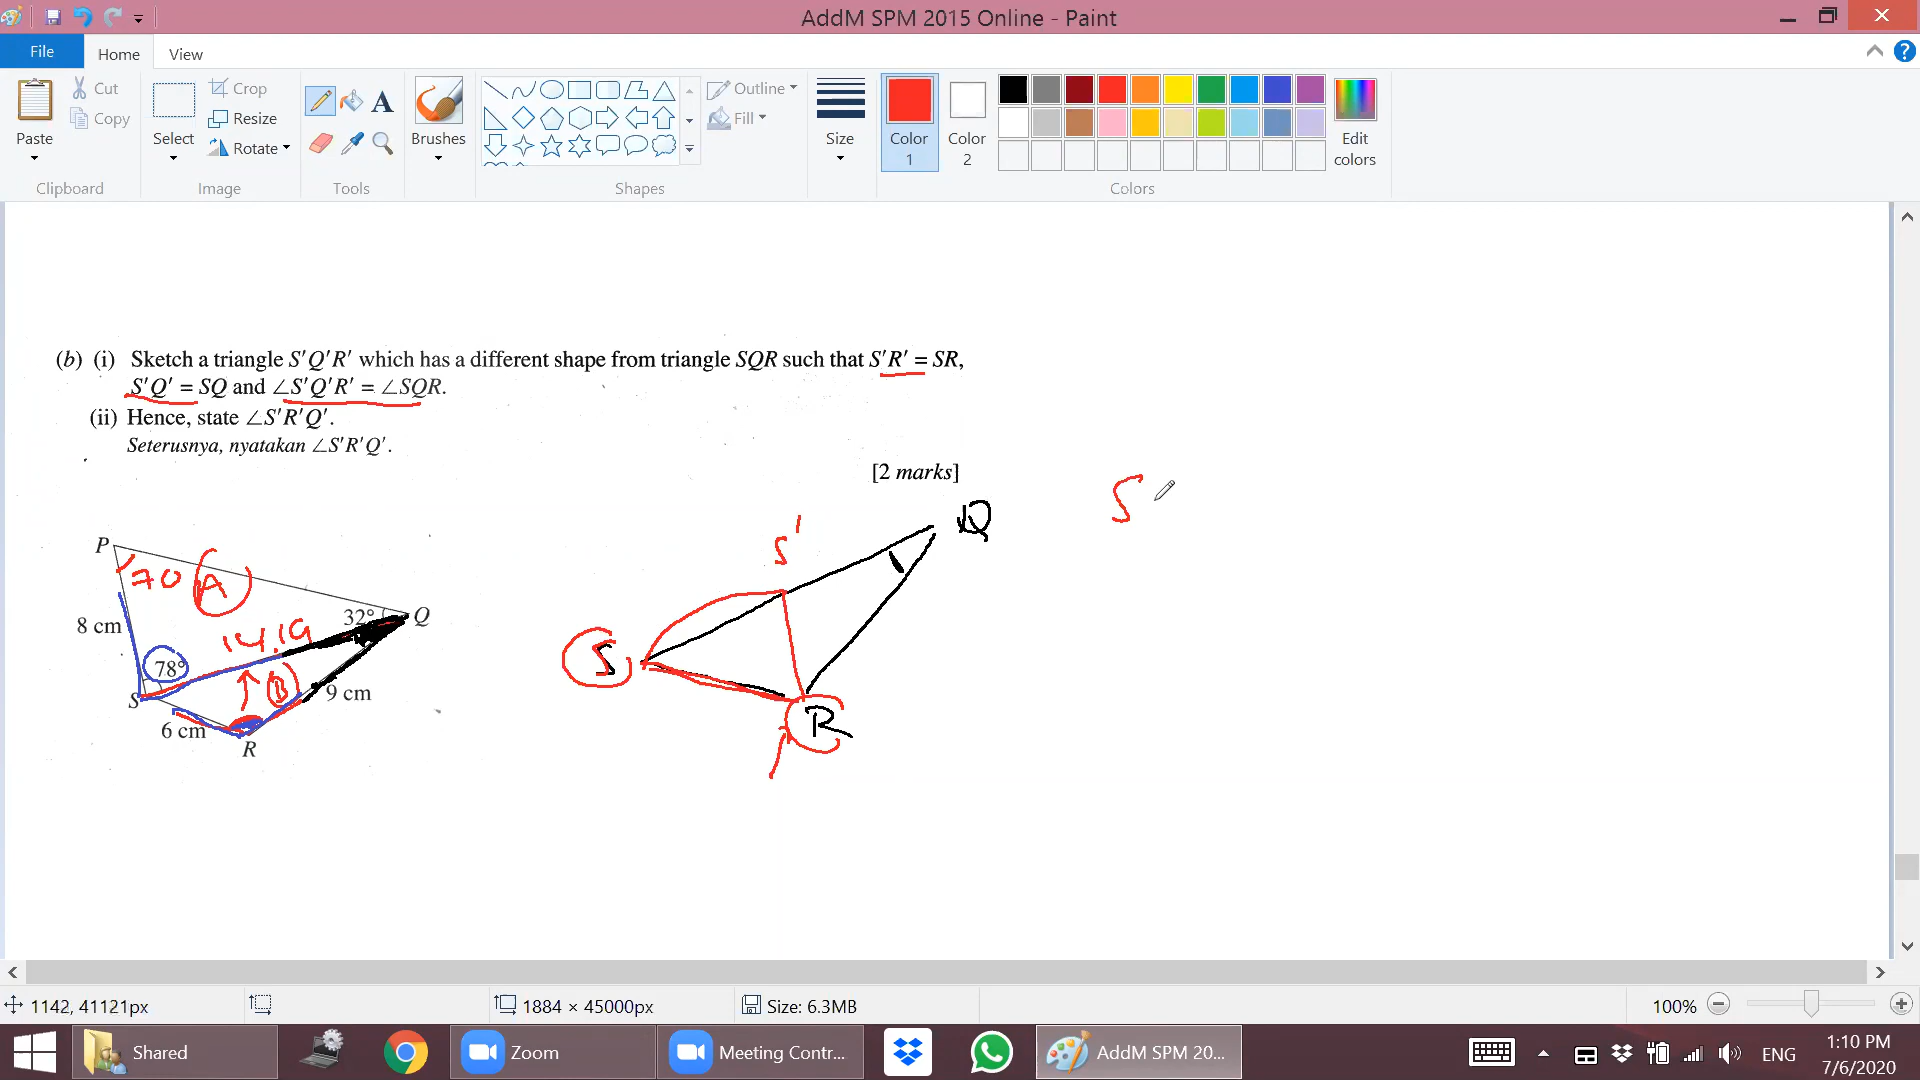 AddM SPM 2015 Online - Paint
File
Home
View
Paste
Cut
Copy
Clipboard
Select
Crop
Resize
Rotate
Image
A
Tools
Brushes
Shapes
Outline
Fill
Size
Color 1
Color 2
Edit colors
Colors
(b) (i) Sketch a triangle S'Q'R' which has a different shape from triangle SQR such that S'R' = SR,
S'Q' = SQ and ∠S'Q'R' = ∠SQR.
(ii) Hence, state ∠S'R'Q'.
Seterusnya, nyatakan ∠S'R'Q'.
[2 marks]
P
70
A
8 cm
32°
Q
14.19
78°
S
B
9 cm
6 cm
R
S'
Q
S
R
S
1142, 41121px
1884 × 45000px
Size: 6.3MB
100%
Shared
Zoom
Meeting Contr...
AddM SPM 20...
ENG
1:10 PM
7/6/2020